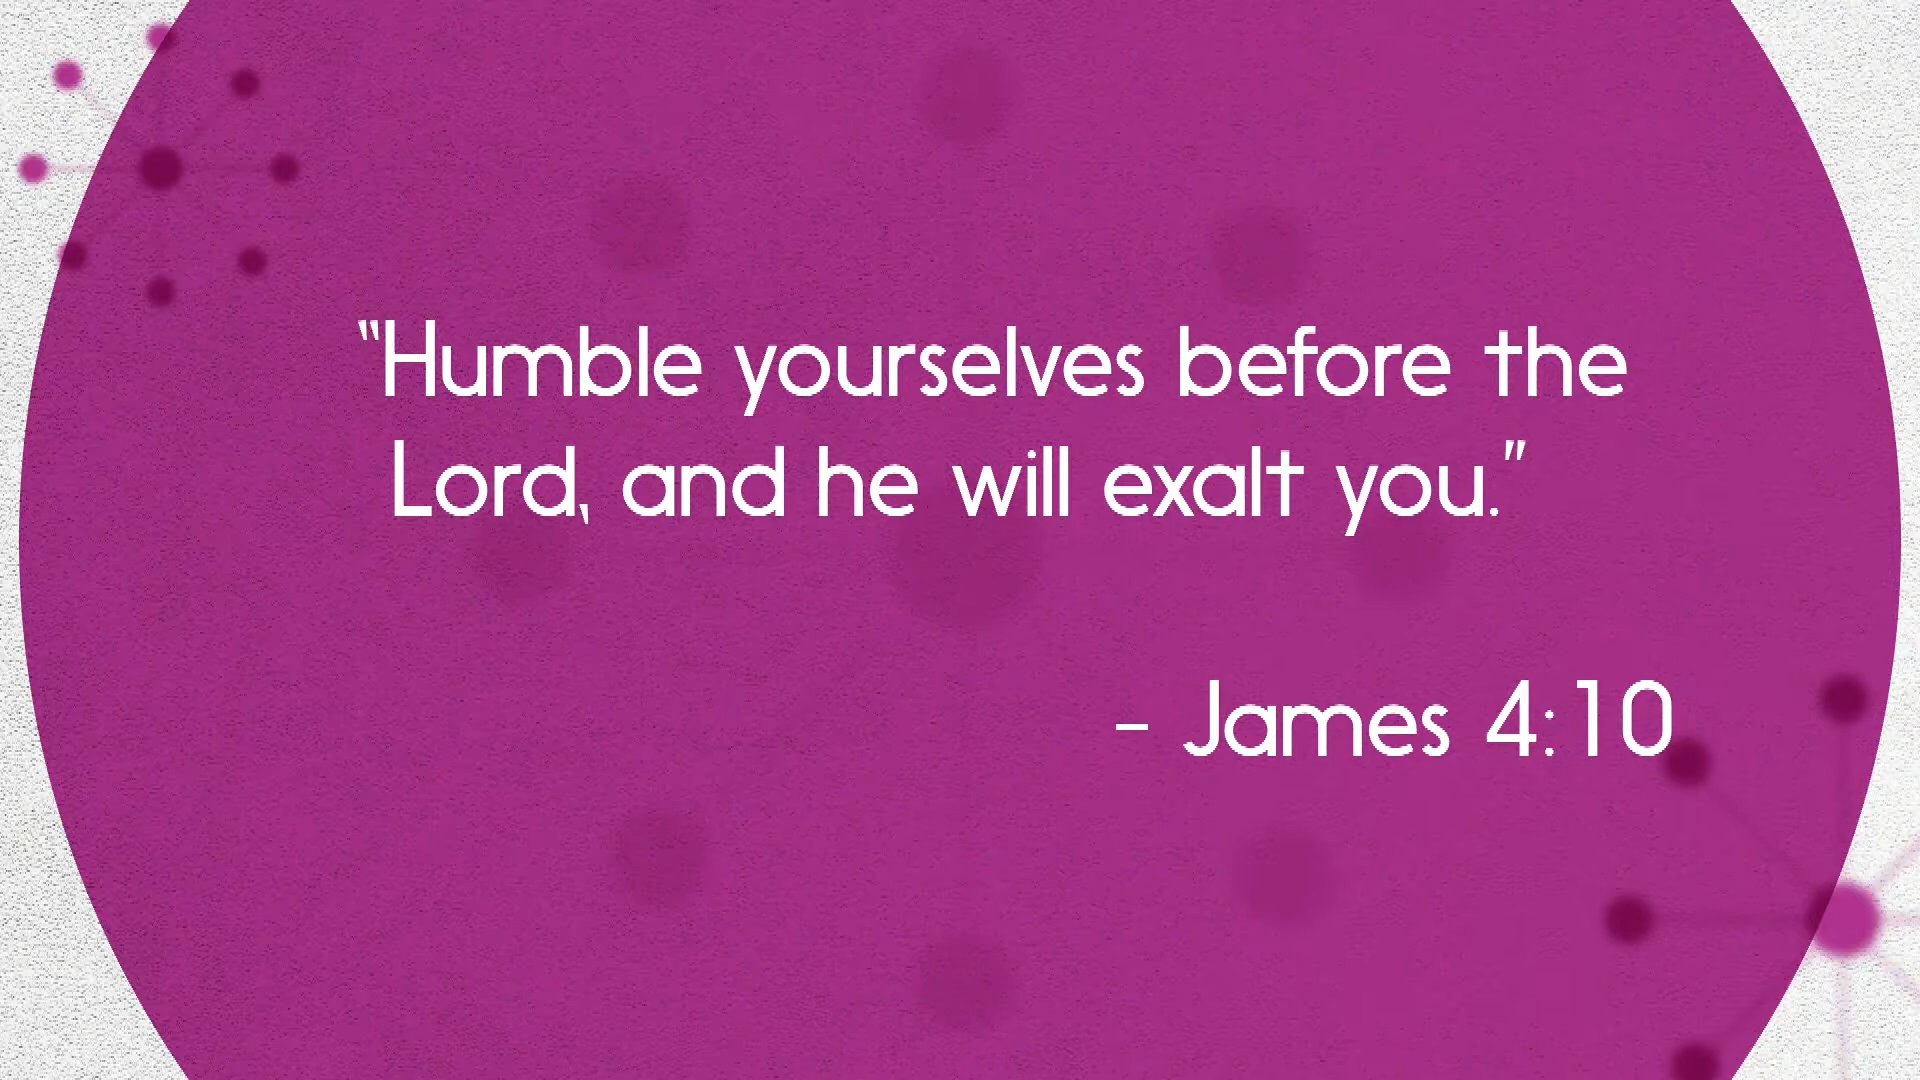 “Humble yourselves before the
Lord, and he will exalt you.”
- James 4:10